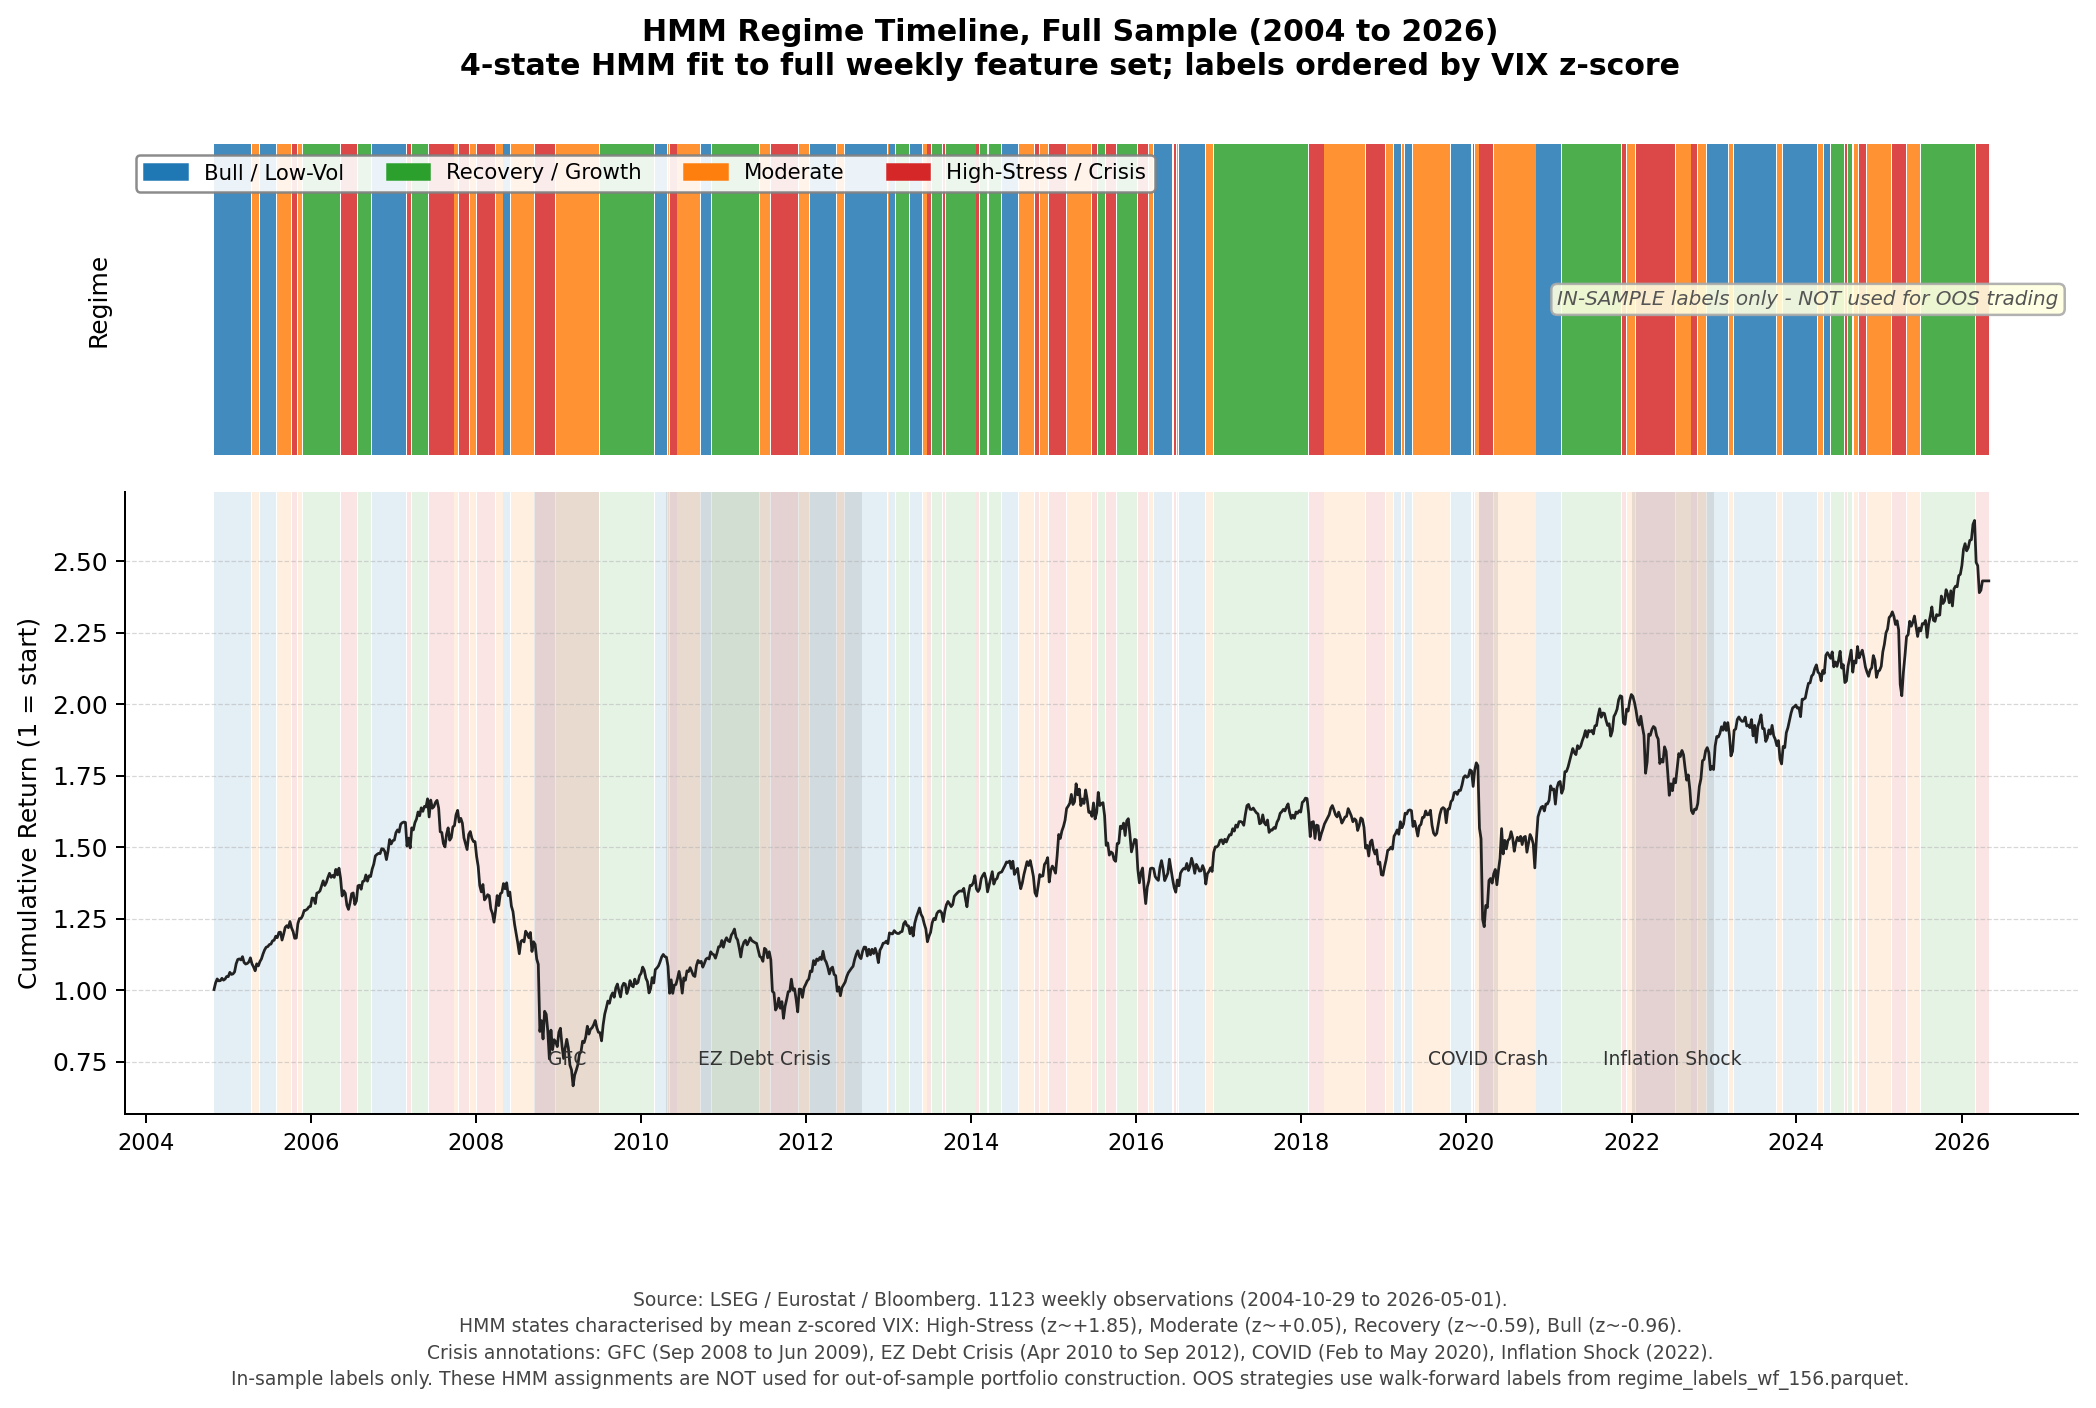 HMM Regime Timeline, Full Sample (2004 to 2026)
4-state HMM fit to full weekly feature set; labels ordered by VIX z-score
Bull / Low-Vol
Recovery / Growth
Moderate
High-Stress / Crisis
Regime
IN-SAMPLE labels only - NOT used for OOS trading
Cumulative Return (1 = start)
2.50
2.25
2.00
1.75
1.50
1.25
1.00
0.75
GFC
EZ Debt Crisis
COVID Crash
Inflation Shock
2004
2006
2008
2010
2012
2014
2016
2018
2020
2022
2024
2026
Source: LSEG / Eurostat / Bloomberg. 1123 weekly observations (2004-10-29 to 2026-05-01).
HMM states characterised by mean z-scored VIX: High-Stress (z~+1.85), Moderate (z~+0.05), Recovery (z~-0.59), Bull (z~-0.96).
Crisis annotations: GFC (Sep 2008 to Jun 2009), EZ Debt Crisis (Apr 2010 to Sep 2012), COVID (Feb to May 2020), Inflation Shock (2022).
In-sample labels only. These HMM assignments are NOT used for out-of-sample portfolio construction. OOS strategies use walk-forward labels from regime_labels_wf_156.parquet.